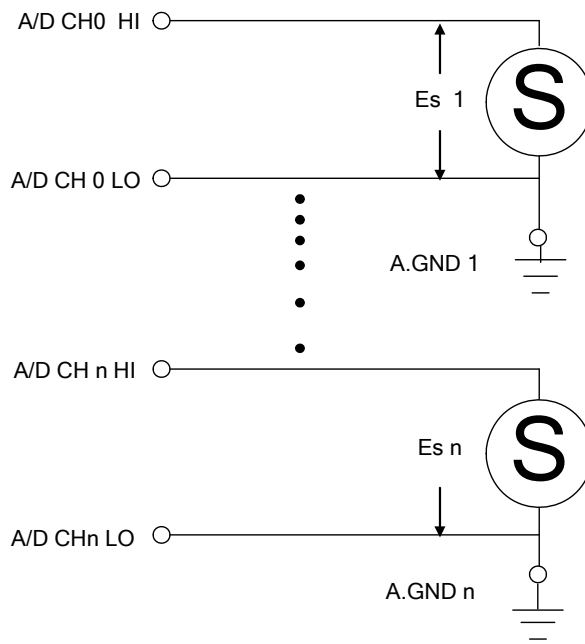 A/D CH0 HI
Es 1
S
A/D CH 0 LO
A.GND 1
A/D CH n HI
Es n
S
A/D CHn LO
A.GND n